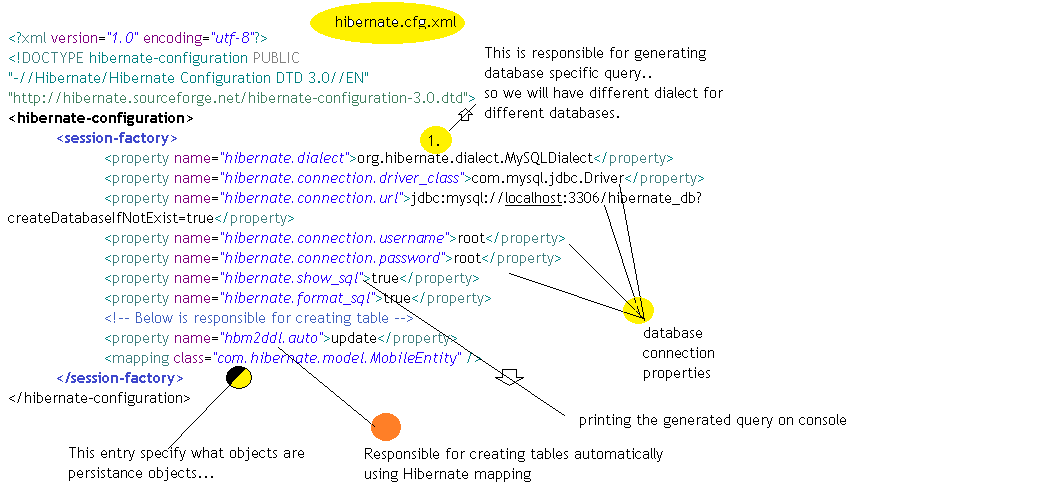 hibernate.cfg.xml
<?xml version="1.0" encoding="utf-8"?>
<!DOCTYPE hibernate-configuration PUBLIC
"-//Hibernate/Hibernate Configuration DTD 3.0//EN"
"http://hibernate.sourceforge.net/hibernate-configuration-3.0.dtd">
<hibernate-configuration>
<session-factory>
<property name="hibernate.dialect">org.hibernate.dialect.MySQLDialect</property>
<property name="hibernate.connection.driver_class">com.mysql.jdbc.Driver</property>
<property name="hibernate.connection.url">jdbc:mysql://localhost:3306/hibernate_db?
createDatabaseIfNotExist=true</property>
<property name="hibernate.connection.username">root</property>
<property name="hibernate.connection.password">root</property>
<property name="hibernate.show_sql">true</property>
<property name="hibernate.format_sql">true</property>
<!-- Below is responsible for creating table -->
<property name="hbm2ddl.auto">update</property>
<mapping class="com.hibernate.model.MobileEntity" />
</session-factory>
</hibernate-configuration>
This is responsible for generating
database specific query..
so we will have different dialect for
different databases.
1.
database
connection
properties
printing the generated query on console
This entry specify what objects are
persistance objects...
Responsible for creating tables automatically
using Hibernate mapping